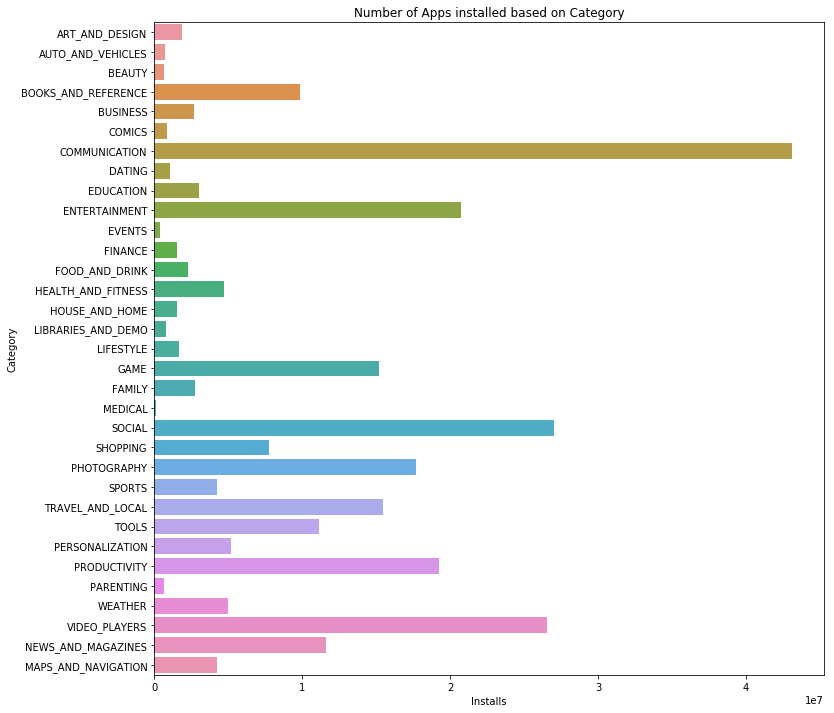 Number of Apps installed based on Category
ART_AND_DESIGN
AUTO_AND_VEHICLES
BEAUTY
BOOKS_AND_REFERENCE
BUSINESS
COMICS
COMMUNICATION
DATING
EDUCATION
ENTERTAINMENT
EVENTS
FINANCE
FOOD_AND_DRINK
HEALTH_AND_FITNESS
HOUSE_AND_HOME
LIBRARIES_AND_DEMO
LIFESTYLE
GAME
FAMILY
MEDICAL
SOCIAL
SHOPPING
PHOTOGRAPHY
SPORTS
TRAVEL_AND_LOCAL
TOOLS
PERSONALIZATION
PRODUCTIVITY
PARENTING
WEATHER
VIDEO_PLAYERS
NEWS_AND_MAGAZINES
MAPS_AND_NAVIGATION
Category
0 1 2 3 4
1e7
Installs